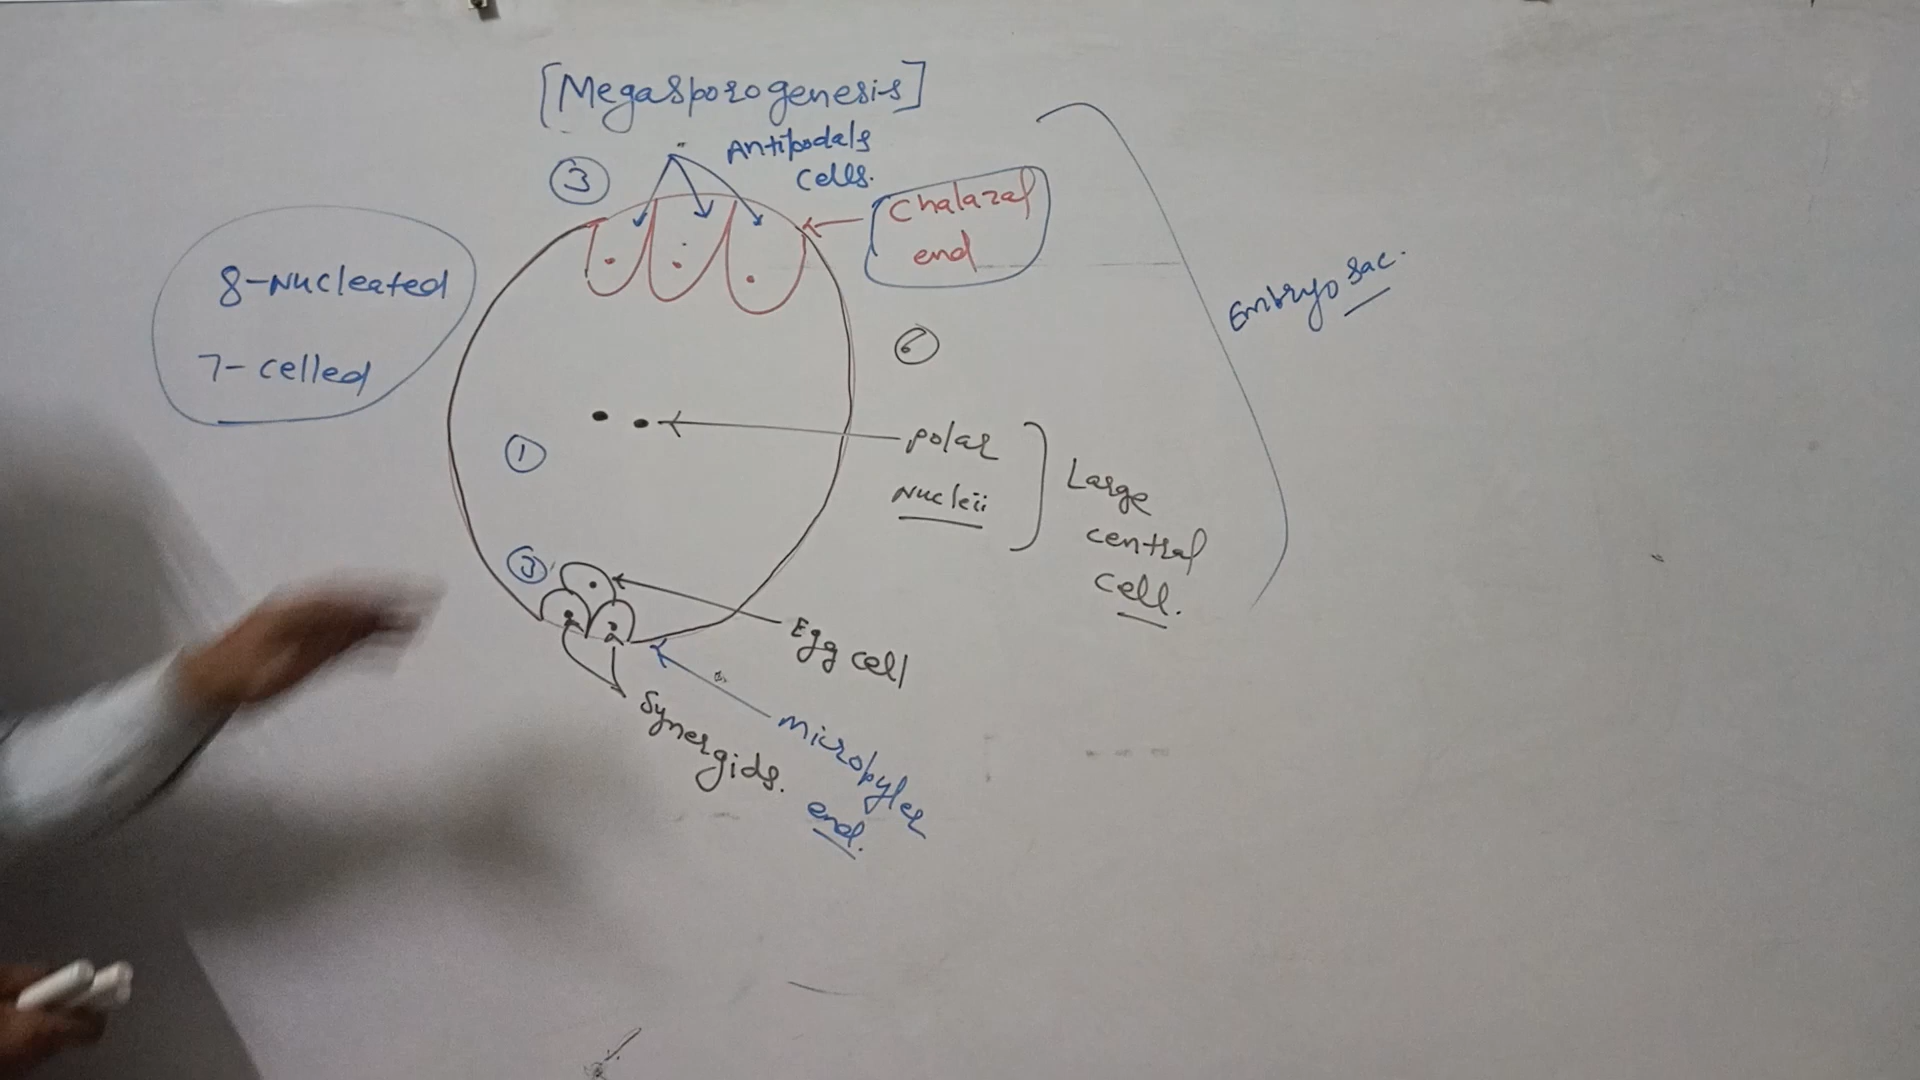 [Megasporogenesis]
Antipodals
cells.
3
Chalazal
end
8-Nucleated
7-celled
Embryo sac.
6
polar
Nucleii
Large
central
cell.
1
3
Egg cell
Synergids.
micropyler
end.